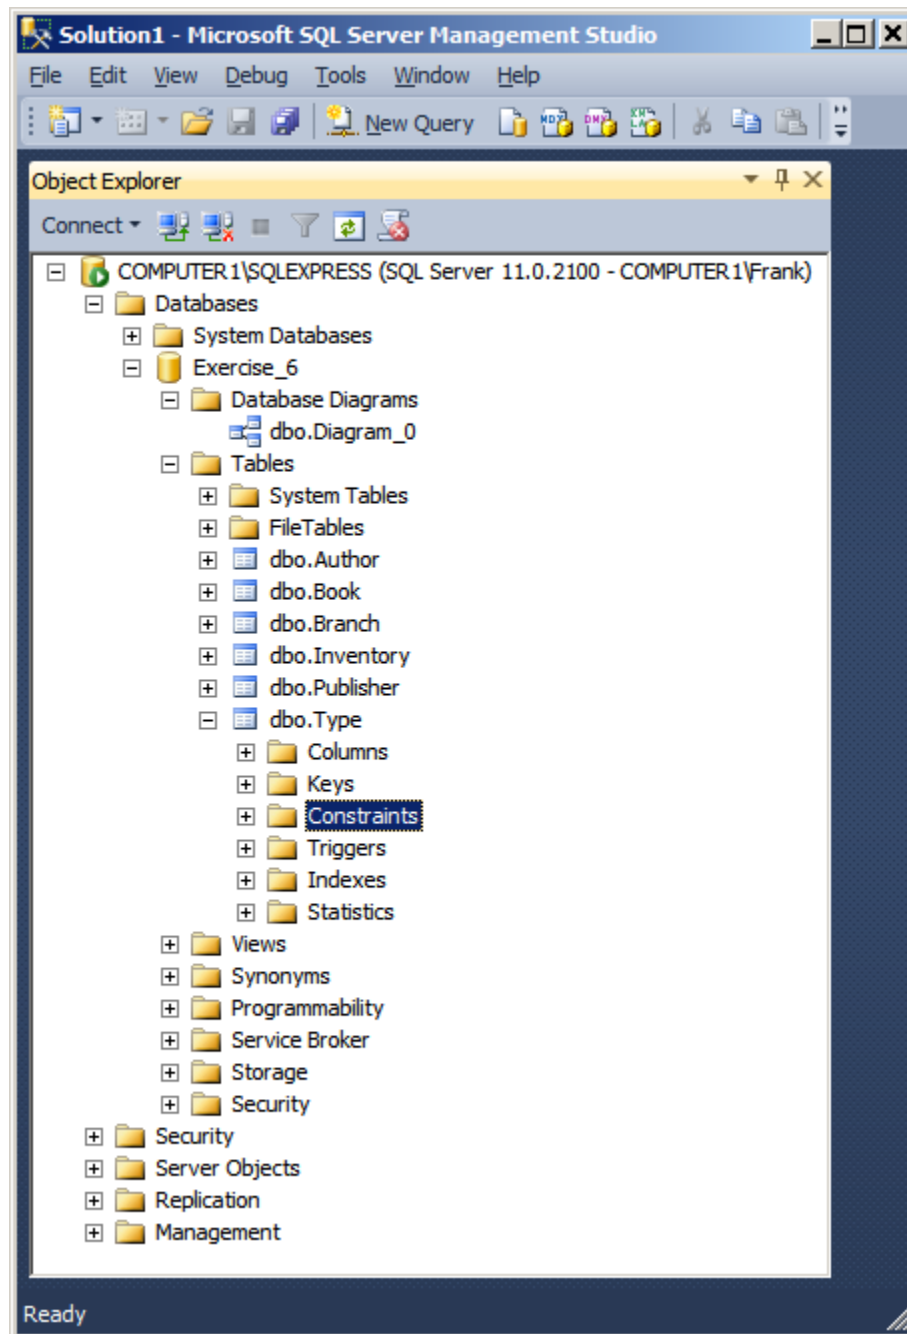 Solution1 - Microsoft SQL Server Management Studio
File Edit View Debug Tools Window Help
New Query
Object Explorer
Connect
COMPUTER1\SQLEXPRESS (SQL Server 11.0.2100 - COMPUTER1\Frank)
Databases
System Databases
Exercise_6
Database Diagrams
dbo.Diagram_0
Tables
System Tables
FileTables
dbo.Author
dbo.Book
dbo.Branch
dbo.Inventory
dbo.Publisher
dbo.Type
Columns
Keys
Constraints
Triggers
Indexes
Statistics
Views
Synonyms
Programmability
Service Broker
Storage
Security
Security
Server Objects
Replication
Management
Ready